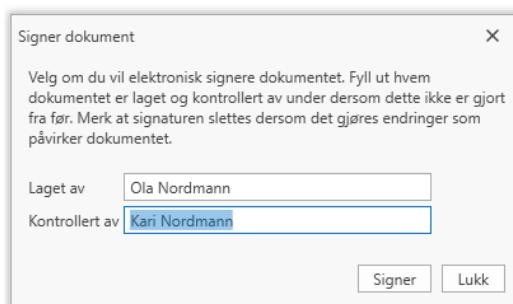 Signer dokument
Velg om du vil elektronisk signere dokumentet. Fyll ut hvem
dokumentet er laget og kontrollert av under dersom dette ikke er gjort
fra før. Merk at signaturen slettes dersom det gjøres endringer som
påvirker dokumentet.
Laget av Ola Nordmann
Kontrollert av Kari Nordmann
Signer Lukk